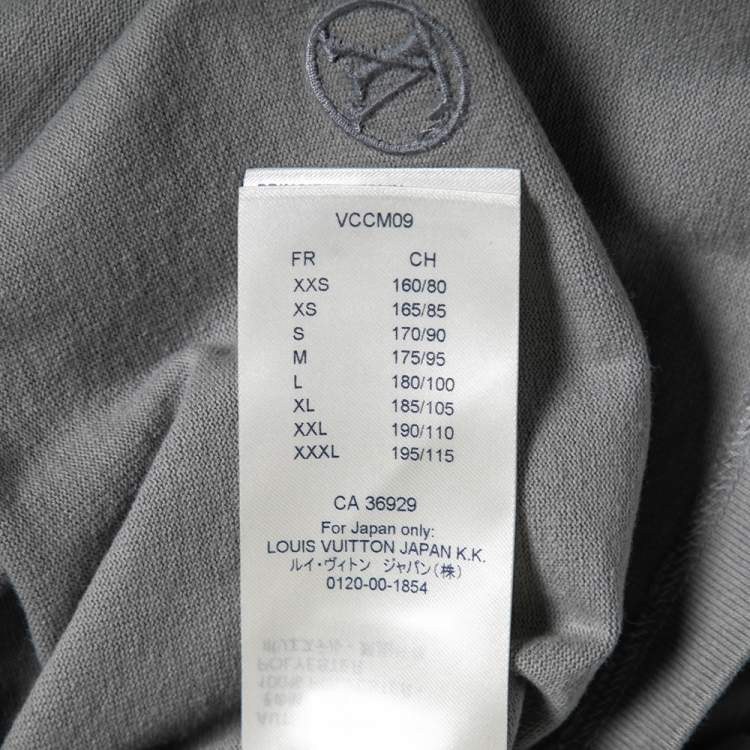 VCCM09
FR CH
XXS 160/80
XS 165/85
S 170/90
M 175/95
L 180/100
XL 185/105
XXL 190/110
XXXL 195/115
CA 36929
For Japan only:
LOUIS VUITTON JAPAN K.K.
ルイ・ヴィトン ジャパン(株)
0120-00-1854
POLYESTER